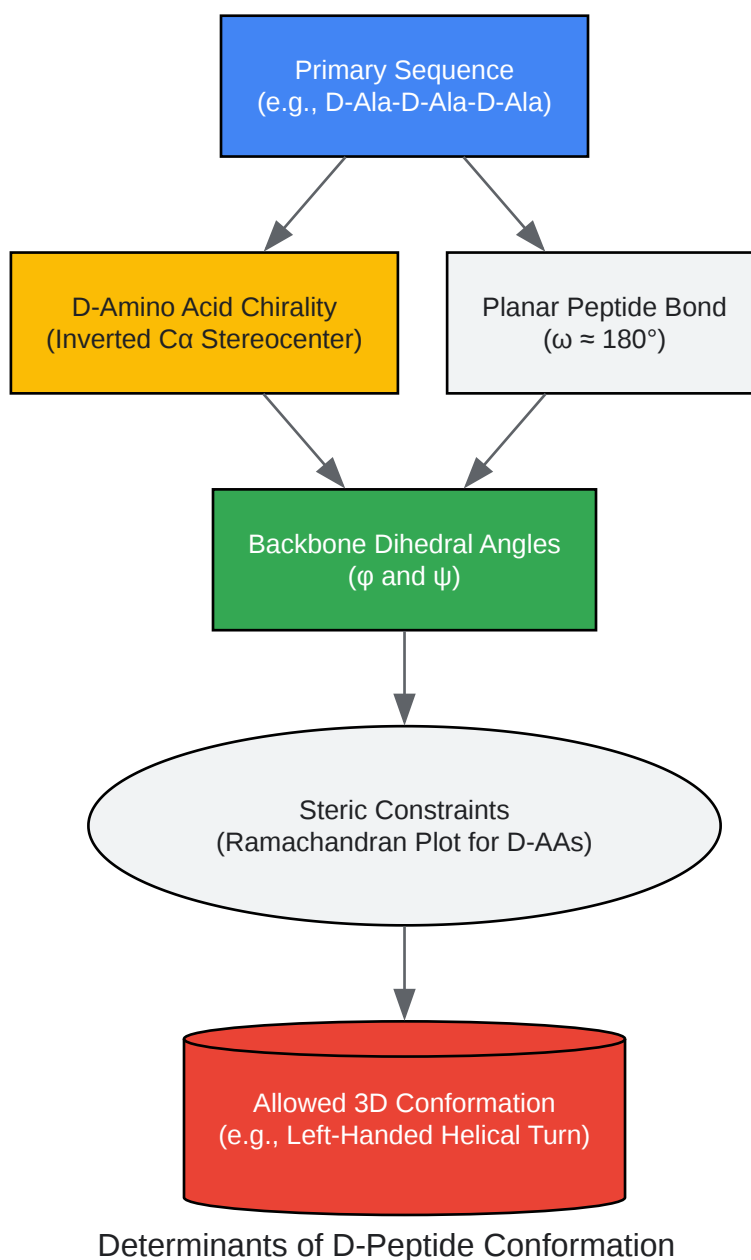 Primary Sequence
(e.g., D-Ala-D-Ala-D-Ala)
D-Amino Acid Chirality
(Inverted Cα Stereocenter)
Planar Peptide Bond
(ω ≈ 180°)
Backbone Dihedral Angles
(φ and ψ)
Steric Constraints
(Ramachandran Plot for D-AAs)
Allowed 3D Conformation
(e.g., Left-Handed Helical Turn)
Determinants of D-Peptide Conformation